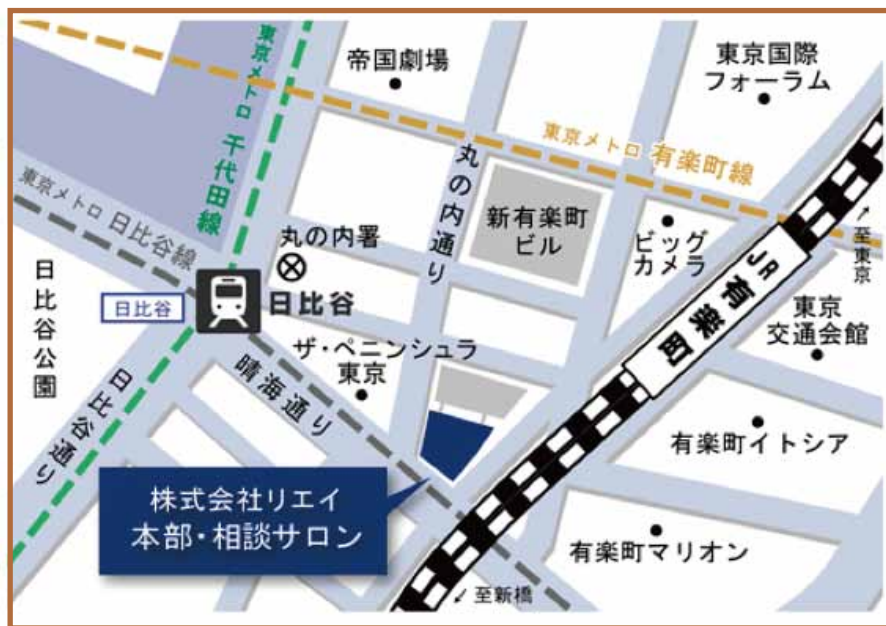 帝国劇場
東京国際
フォーラム
東京メトロ 千代田線
東京メトロ 有楽町線
丸の内通り
東京メトロ 日比谷線
丸の内署
新有楽町
ビル
ビッグ
カメラ
至東京
JR
有楽町
日比谷公園
日比谷
日比谷
東京
交通会館
ザ・ペニンシュラ
東京
晴海通り
日比谷通り
有楽町イトシア
株式会社リエイ
本部・相談サロン
有楽町マリオン
至新橋